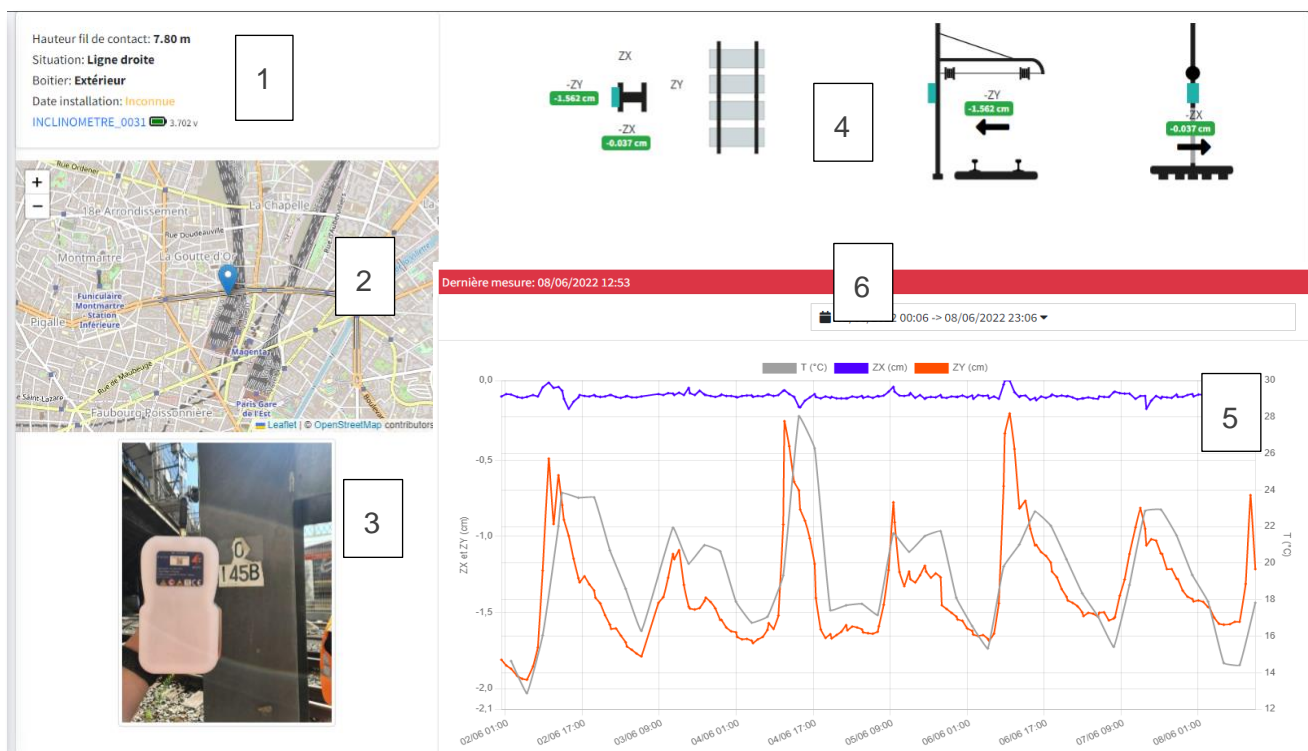 Hauteur fil de contact: 7.80 m
Situation: Ligne droite
Boitier: Extérieur
Date installation: Inconnue
INCLINOMETRE_0031 3.702 v
1
+
−
Rue Ordener
18e Arrondissement
La Chapelle
La
Rue Doudeauville
Montmartre
La Goutte d'O
Funiculaire
Montmartre
- Station
Inférieure
Pigalle
2
Magenta
Rue de Maubeuge
e Saint-Lazare
Paris Gare
de l'Est
Faubourg-Poissonnière
Boulevar
Leaflet | © OpenStreetMap contributors
0
145B
3
ZX
-ZY
-1.562 cm
ZY
-ZX
-0.037 cm
4
-ZY
-1.562 cm
-ZX
-0.037 cm
Dernière mesure: 08/06/2022 12:53
6
00:06 -> 08/06/2022 23:06
T (°C) ZX (cm) ZY (cm)
5
ZX et ZY (cm)
0,0
-0,5
-1,0
-1,5
-2,0
-2,1
T (°C)
30
28
26
24
22
20
18
16
14
12
02/06 01:00
02/06 17:00
03/06 09:00
04/06 01:00
04/06 17:00
05/06 09:00
06/06 01:00
06/06 17:00
07/06 09:00
08/06 01:00